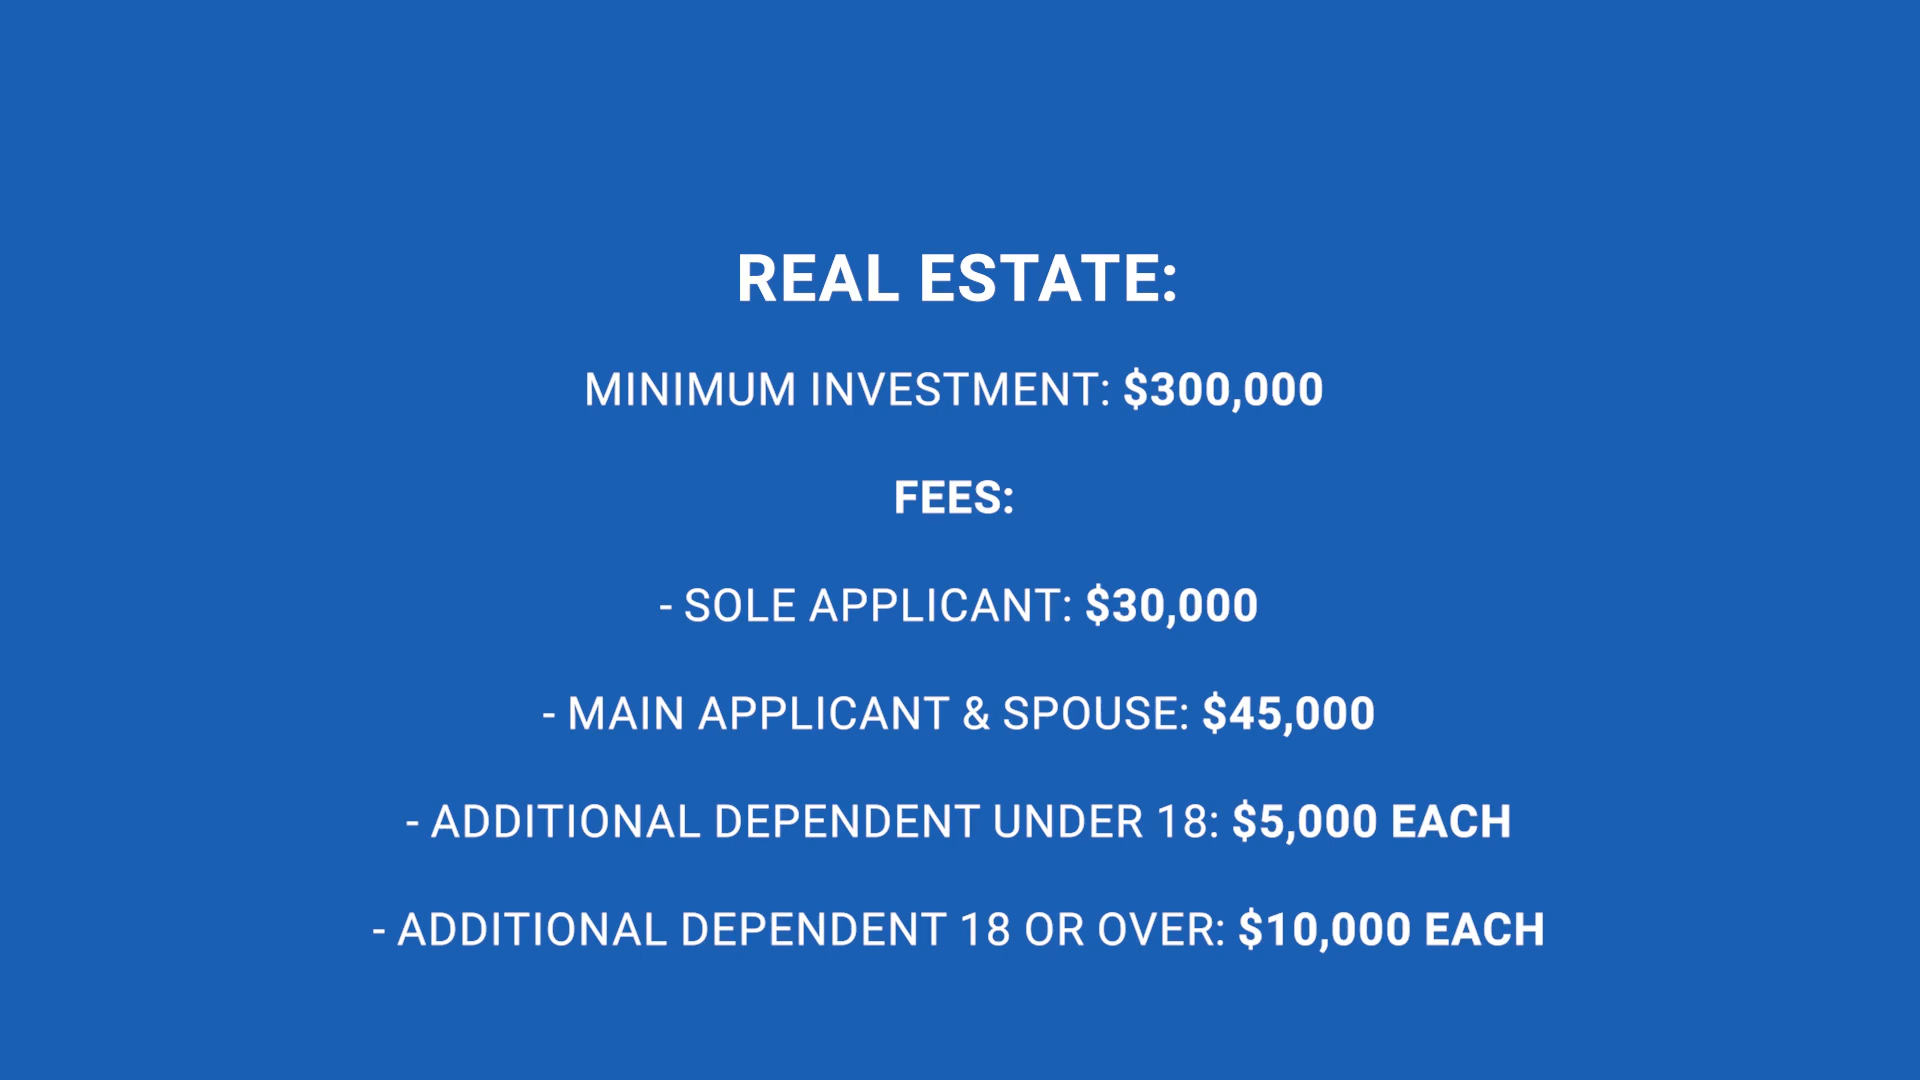 REAL ESTATE:
MINIMUM INVESTMENT: $300,000
FEES:
- SOLE APPLICANT: $30,000
- MAIN APPLICANT & SPOUSE: $45,000
- ADDITIONAL DEPENDENT UNDER 18: $5,000 EACH
- ADDITIONAL DEPENDENT 18 OR OVER: $10,000 EACH